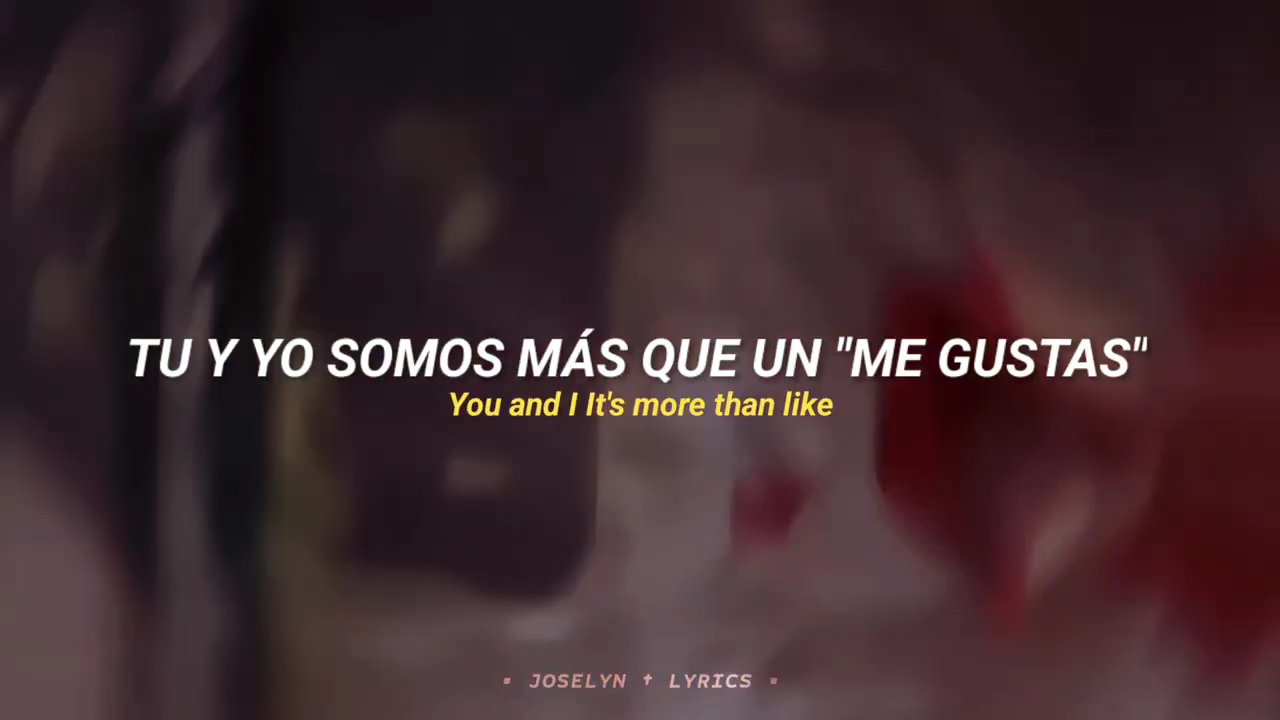 TU Y YO SOMOS MÁS QUE UN "ME GUSTAS"
You and I It's more than like
▪ JOSELYN ✝ LYRICS ▪